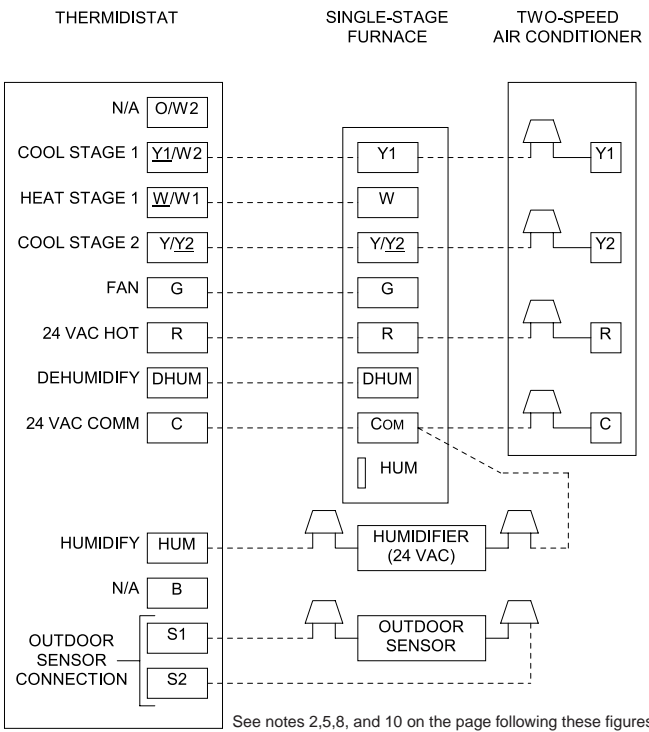 THERMIDISTAT
SINGLE-STAGE
FURNACE
TWO-SPEED
AIR CONDITIONER
N/A O/W2
COOL STAGE 1 Y1/W2 Y1 Y1
HEAT STAGE 1 W/W1 W
COOL STAGE 2 Y/Y2 Y/Y2 Y2
FAN G G
24 VAC HOT R R R
DEHUMIDIFY DHUM DHUM
24 VAC COMM C COM C
HUM
HUMIDIFY HUM
HUMIDIFIER
(24 VAC)
N/A B
OUTDOOR
SENSOR
CONNECTION
S1
S2
OUTDOOR
SENSOR
See notes 2,5,8, and 10 on the page following these figures